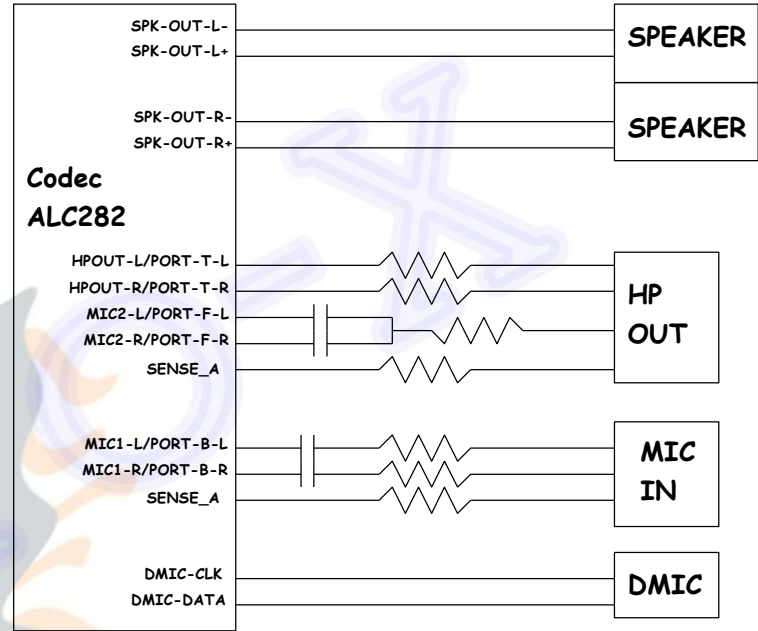 SPK-OUT-L-
SPK-OUT-L+
SPEAKER
SPK-OUT-R-
SPK-OUT-R+
SPEAKER
Codec
ALC282
HPOUT-L/PORT-T-L
HPOUT-R/PORT-T-R
MIC2-L/PORT-F-L
MIC2-R/PORT-F-R
SENSE_A
HP
OUT
MIC1-L/PORT-B-L
MIC1-R/PORT-B-R
SENSE_A
MIC
IN
DMIC-CLK
DMIC-DATA
DMIC